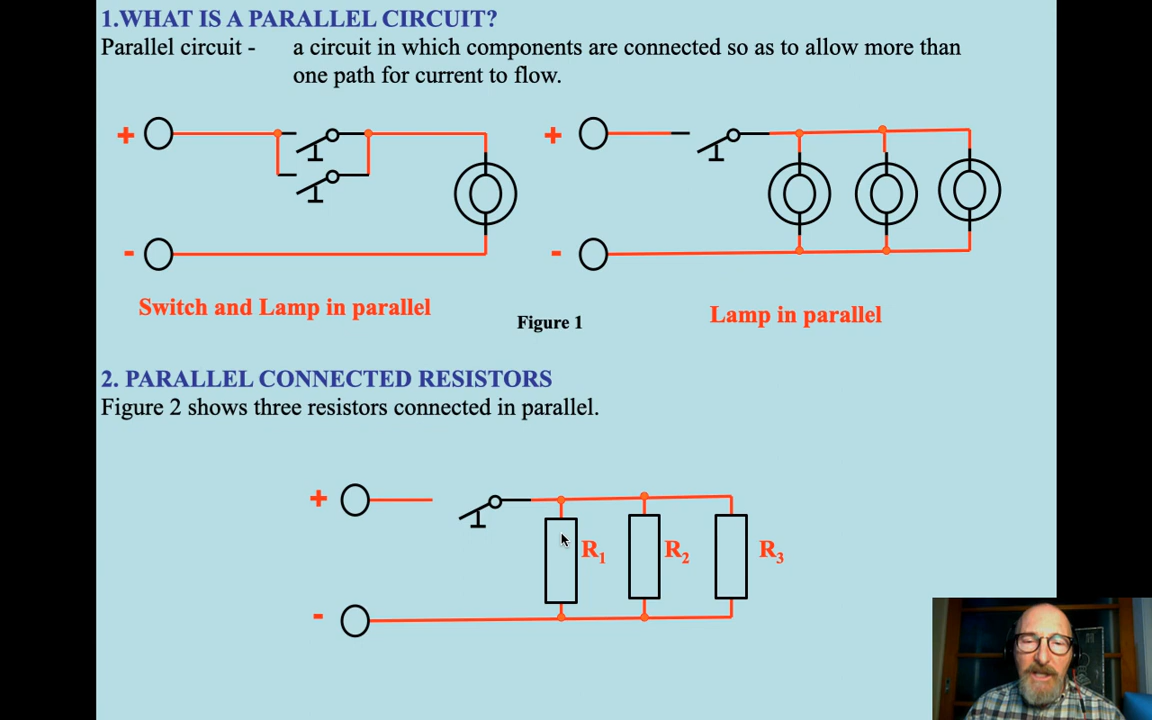 1.WHAT IS A PARALLEL CIRCUIT?
Parallel circuit - a circuit in which components are connected so as to allow more than
one path for current to flow.
+ +
- -
Switch and Lamp in parallel
Figure 1
Lamp in parallel
2. PARALLEL CONNECTED RESISTORS
Figure 2 shows three resistors connected in parallel.
+
R1 R2 R3
-